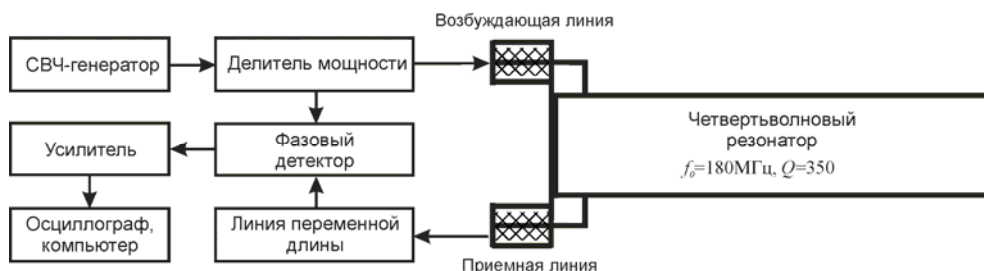 Возбуждающая линия
СВЧ-генератор
Делитель мощности
Четвертьволновый
резонатор
f₀=180МГц, Q=350
Усилитель
Фазовый
детектор
Осциллограф,
компьютер
Линия переменной
длины
Приемная линия